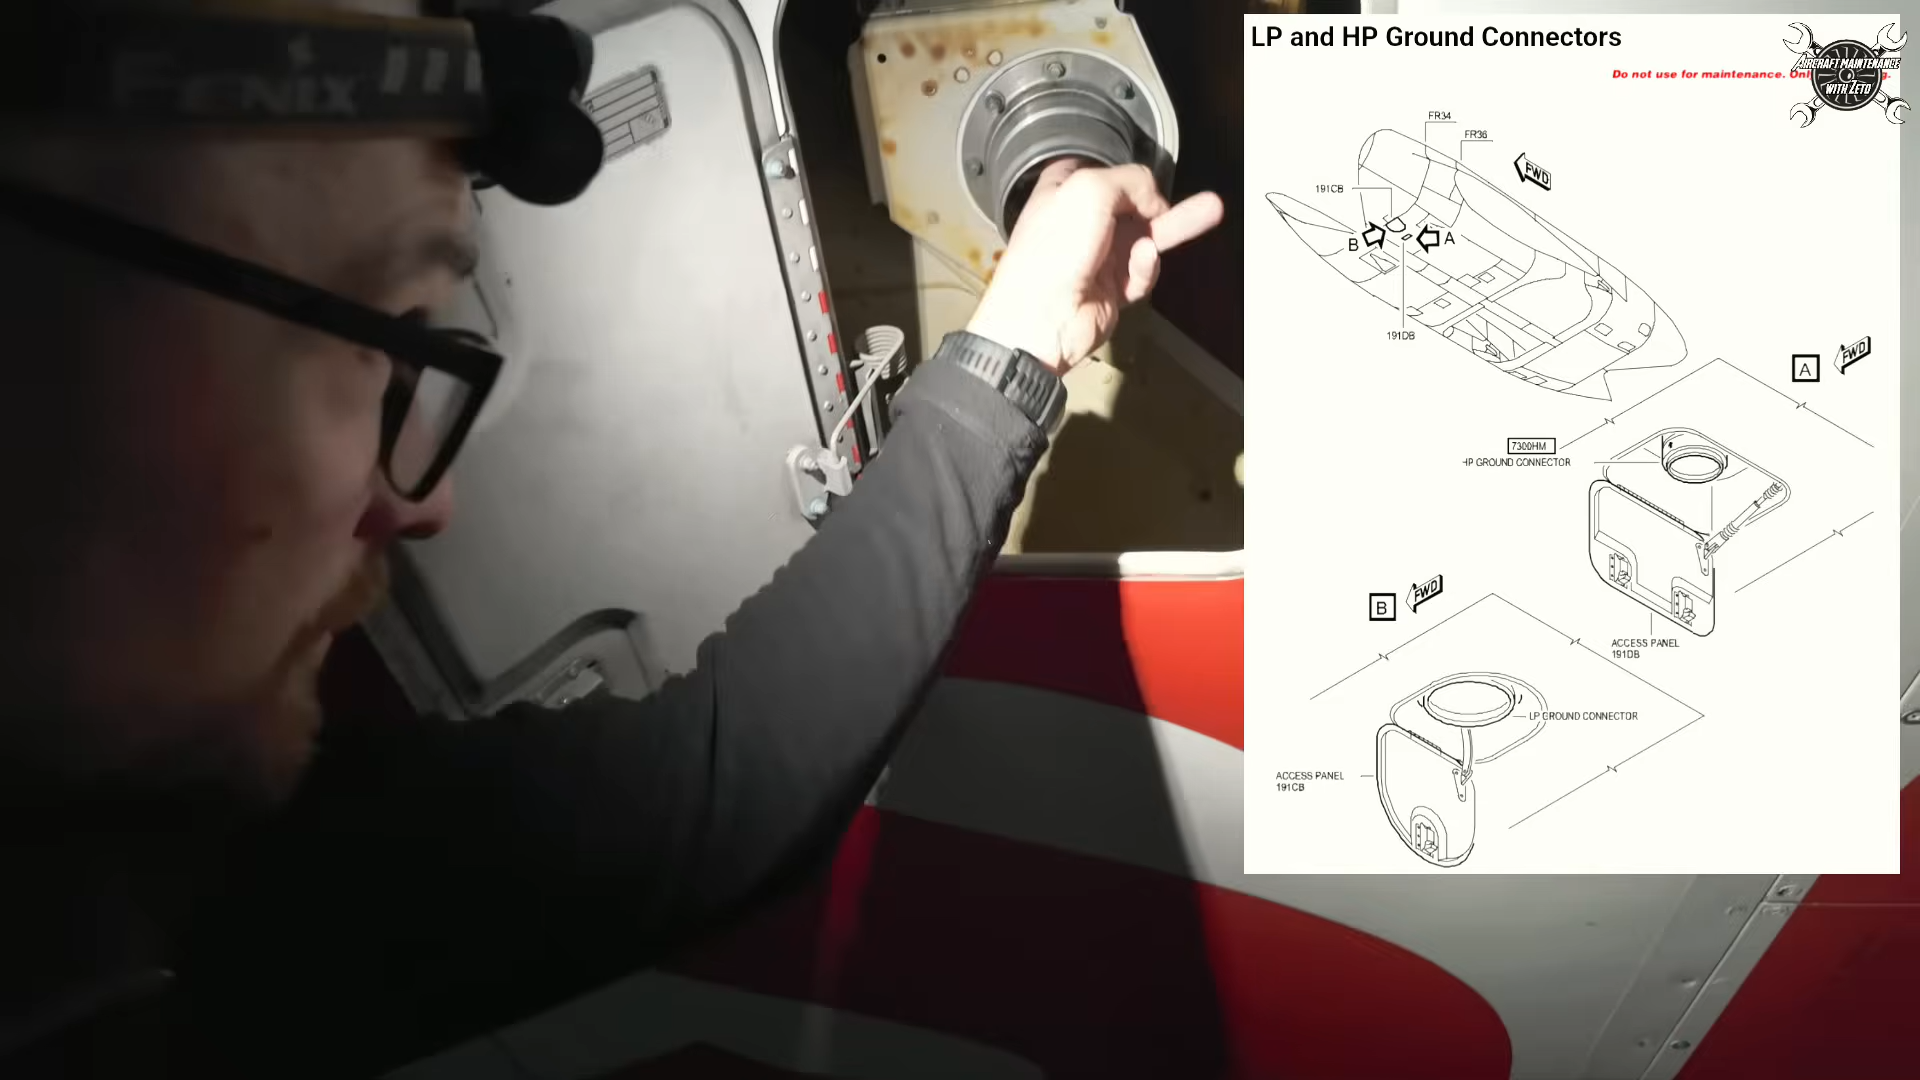 FENIX
LP and HP Ground Connectors
AIRCRAFT MAINTENANCE
WITH ZETO
Do not use for maintenance.
FR34
FR36
FWD
191CB
B
A
191DB
A
FWD
7300HM
HP GROUND CONNECTOR
ACCESS PANEL
191DB
B
FWD
LP GROUND CONNECTOR
ACCESS PANEL
191CB